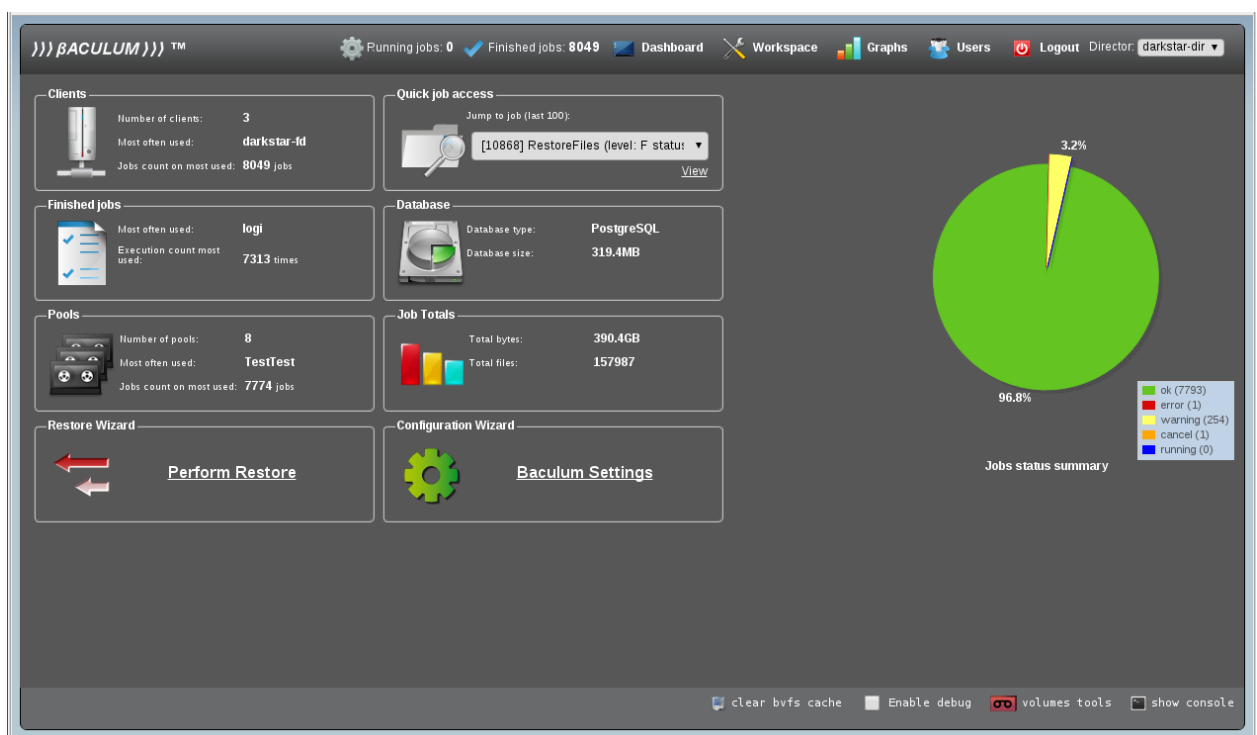 ))) βACULUM ))) ™
Running jobs: 0 Finished jobs: 8049 Dashboard Workspace Graphs Users Logout Director: darkstar-dir
Clients
Number of clients: 3
Most often used: darkstar-fd
Jobs count on most used: 8049 jobs
Quick job access
Jump to job (last 100):
[10868] RestoreFiles (level: F status
View
Finished jobs
Most often used: logi
Execution count most used: 7313 times
Database
Database type: PostgreSQL
Database size: 319.4MB
Pools
Number of pools: 8
Most often used: TestTest
Jobs count on most used: 7774 jobs
Job Totals
Total bytes: 390.4GB
Total files: 157987
Restore Wizard
Perform Restore
Configuration Wizard
Baculum Settings
3.2%
96.8%
ok (7793)
error (1)
warning (254)
cancel (1)
running (0)
Jobs status summary
clear bvfs cache Enable debug volumes tools show console